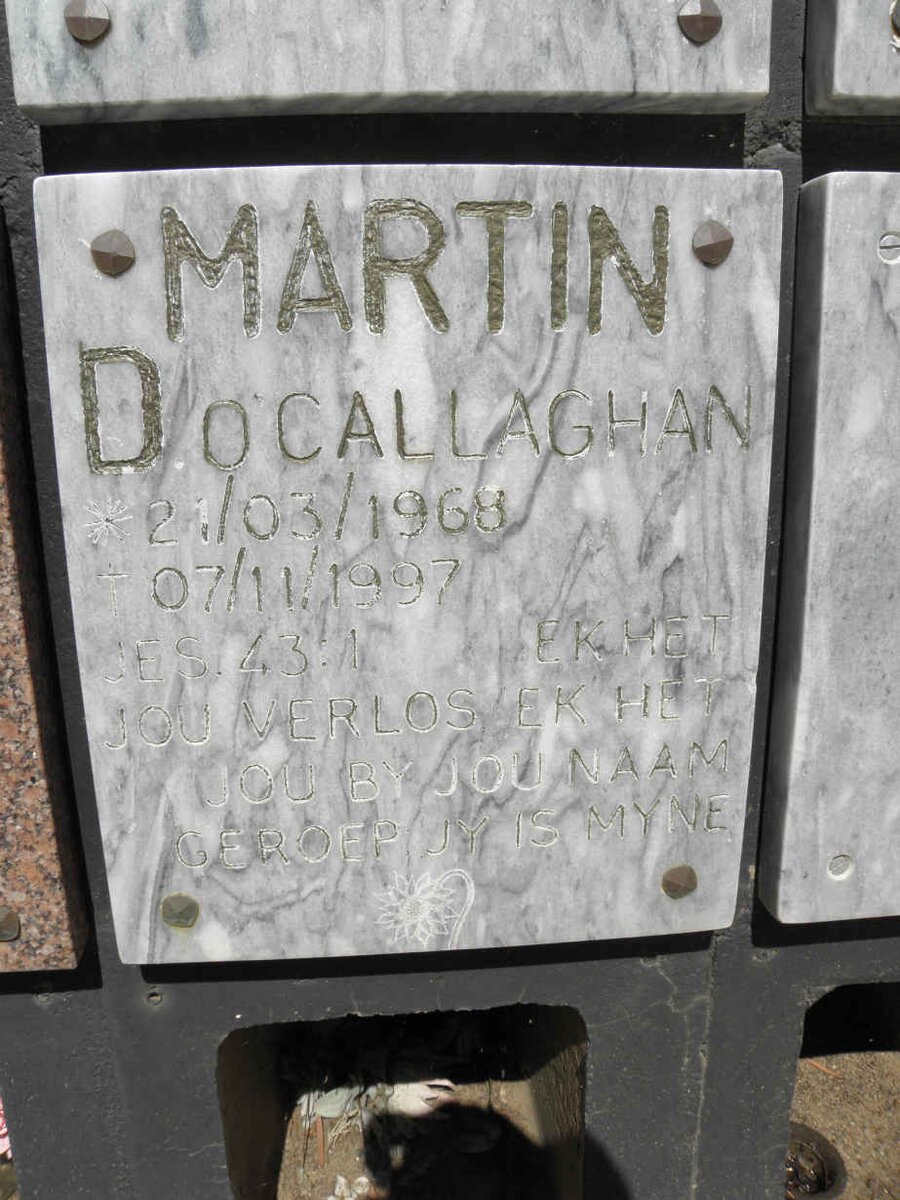 MARTIN
D O'CALLAGHAN
* 21/03/1968
† 07/11/1997
JES. 43:1 EK HET
JOU VERLOS EK HET
JOU BY JOU NAAM
GEROEP; JY IS MYNE